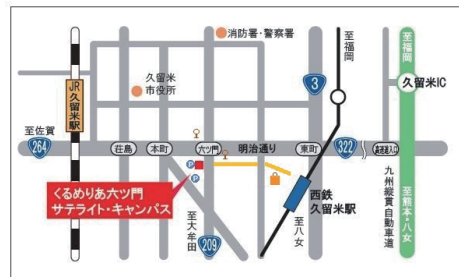 消防署・警察署
至福岡
至福岡
3
久留米
市役所
久留米IC
JR
久留米駅
至佐賀
264
荘島
本町
六ツ門
明治通り
東町
322
P
P
くるめりあ六ツ門
サテライト・キャンパス
西鉄
久留米駅
九州縦貫自動車道
至熊本・八女
至大牟田
209
至八女